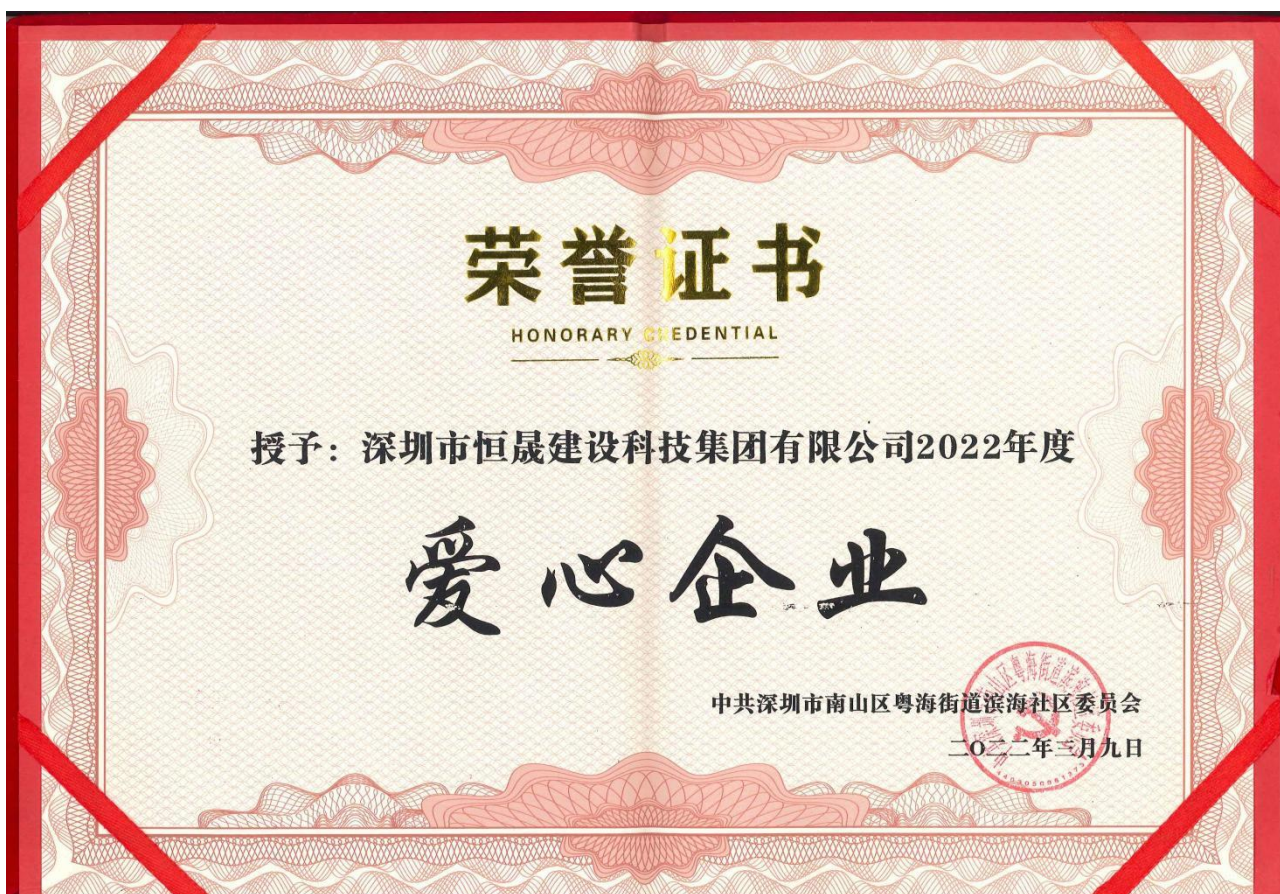 荣誉证书
HONORARY CREDENTIAL
授予：深圳市恒晟建设科技集团有限公司2022年度
爱心企业
中共深圳市南山区粤海街道滨海社区委员会
二〇二二年三月九日